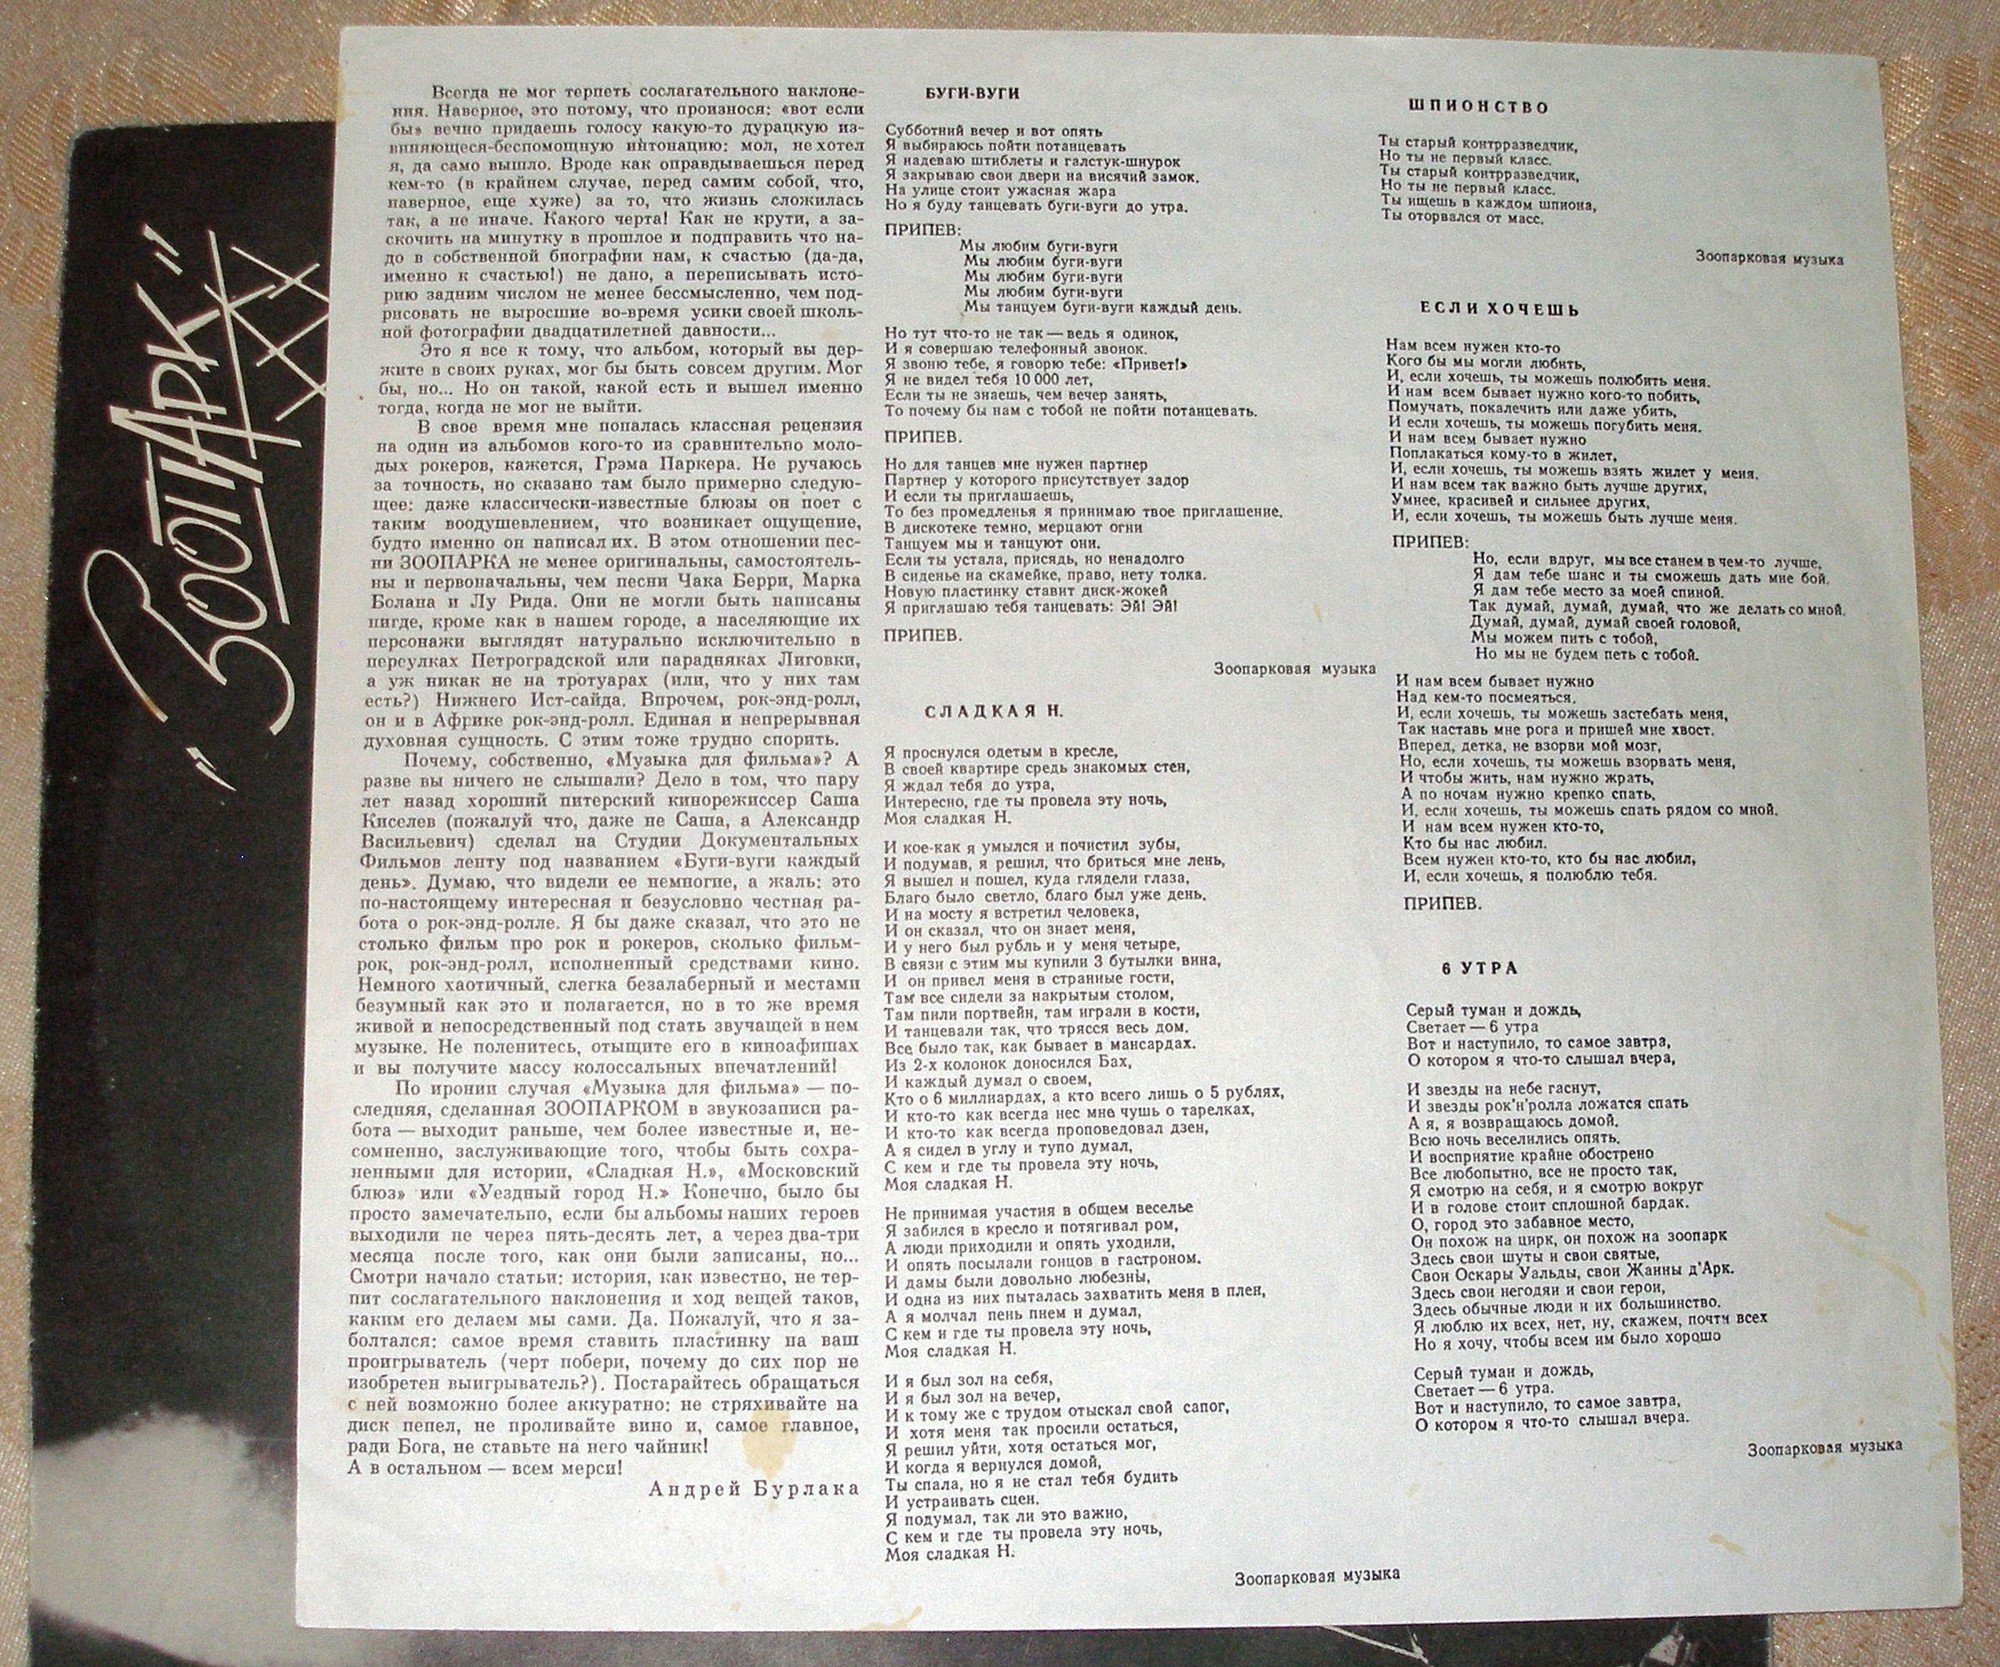 „ЗООПАРК"
XXX
Всегда не мог терпеть сослагательного наклоне-
ния. Наверное, это потому, что произнося: «вот если
бы» вечно придаешь голосу какую-то дурацкую из-
виняющеся-беспомощную интонацию: мол, не хотел
я, да само вышло. Вроде как оправдываешься перед
кем-то (в крайнем случае, перед самим собой, что,
наверное, еще хуже) за то, что жизнь сложилась
так, а не иначе. Какого черта! Как не крути, а за-
скочить на минутку в прошлое и подправить что на-
до в собственной биографии нам, к счастью (да-да,
именно к счастью!) не дано, а переписывать исто-
рию задним числом не менее бессмысленно, чем под-
рисовать не выросшие во-время усики своей школь-
ной фотографии двадцатилетней давности...
Это я все к тому, что альбом, который вы дер-
жите в своих руках, мог бы быть совсем другим. Мог
бы, но... Но он такой, какой есть и вышел именно
тогда, когда не мог не выйти.
В свое время мне попалась классная рецензия
на один из альбомов кого-то из сравнительно моло-
дых рокеров, кажется, Грэма Паркера. Не ручаюсь
за точность, но сказано там было примерно следую-
щее: даже классически-известные блюзы он поет с
таким воодушевлением, что возникает ощущение,
будто именно он написал их. В этом отношении пес-
ни ЗООПАРКА не менее оригинальны, самостоятель-
ны и первоначальны, чем песни Чака Берри, Марка
Болана и Лу Рида. Они не могли быть написаны
нигде, кроме как в нашем городе, а населяющие их
персонажи выглядят натурально исключительно в
переулках Петроградской или парадняках Лиговки,
а уж никак не на тротуарах (или, что у них там
есть?) Нижнего Ист-сайда. Впрочем, рок-энд-ролл,
он и в Африке рок-энд-ролл. Единая и непрерывная
духовная сущность. С этим тоже трудно спорить.
Почему, собственно, «Музыка для фильма»? А
разве вы ничего не слышали? Дело в том, что пару
лет назад хороший питерский кинорежиссер Саша
Киселев (пожалуй что, даже не Саша, а Александр
Васильевич) сделал на Студии Документальных
Фильмов ленту под названием «Буги-вуги каждый
день». Думаю, что видели ее немногие, а жаль: это
по-настоящему интересная и безусловно честная ра-
бота о рок-энд-ролле. Я бы даже сказал, что это не
столько фильм про рок и рокеров, сколько фильм-
рок, рок-энд-ролл, исполненный средствами кино.
Немного хаотичный, слегка безалаберный и местами
безумный как это и полагается, но в то же время
живой и непосредственный под стать звучащей в нем
музыке. Не поленитесь, отыщите его в киноафишах
и вы получите массу колоссальных впечатлений!
По иронии случая «Музыка для фильма» — по-
следняя, сделанная ЗООПАРКОМ в звукозаписи ра-
бота — выходит раньше, чем более известные и, не-
сомненно, заслуживающие того, чтобы быть сохра-
ненными для истории, «Сладкая Н.», «Московский
блюз» или «Уездный город Н.» Конечно, было бы
просто замечательно, если бы альбомы наших героев
выходили не через пять-десять лет, а через два-три
месяца после того, как они были записаны, но...
Смотри начало статьи: история, как известно, не тер-
пит сослагательного наклонения и ход вещей таков,
каким его делаем мы сами. Да. Пожалуй, что я за-
болтался: самое время ставить пластинку на ваш
проигрыватель (черт побери, почему до сих пор не
изобретен выигрыватель?). Постарайтесь обращаться
с ней возможно более аккуратно: не стряхивайте на
диск пепел, не проливайте вино и, самое главное,
ради Бога, не ставьте на него чайник!
А в остальном — всем мерси!
Андрей Бурлака
БУГИ-ВУГИ
Субботний вечер и вот опять
Я выбираюсь пойти потанцевать
Я надеваю штиблеты и галстук-шнурок
Я закрываю свои двери на висячий замок.
На улице стоит ужасная жара
Но я буду танцевать буги-вуги до утра.
ПРИПЕВ:
Мы любим буги-вуги
Мы любим буги-вуги
Мы любим буги-вуги
Мы любим буги-вуги
Мы танцуем буги-вуги каждый день.
Но тут что-то не так — ведь я одинок,
И я совершаю телефонный звонок.
Я звоню тебе, я говорю тебе: «Привет!»
Я не видел тебя 10 000 лет,
Если ты не знаешь, чем вечер занять,
То почему бы нам с тобой не пойти потанцевать.
ПРИПЕВ.
Но для танцев мне нужен партнер
Партнер у которого присутствует задор
И если ты приглашаешь,
То без промедленья я принимаю твое приглашение.
В дискотеке темно, мерцают огни
Танцуем мы и танцуют они.
Если ты устала, присядь, но ненадолго
В сиденье на скамейке, право, нету толка.
Новую пластинку ставит диск-жокей
Я приглашаю тебя танцевать: Эй! Эй!
ПРИПЕВ.
Зоопарковая музыка
СЛАДКАЯ Н.
Я проснулся одетым в кресле,
В своей квартире средь знакомых стен,
Я ждал тебя до утра,
Интересно, где ты провела эту ночь,
Моя сладкая Н.
И кое-как я умылся и почистил зубы,
И подумав, я решил, что бриться мне лень,
Я вышел и пошел, куда глядели глаза,
Благо было светло, благо был уже день.
И на мосту я встретил человека,
И он сказал, что он знает меня,
И у него был рубль и у меня четыре,
В связи с этим мы купили 3 бутылки вина,
И он привел меня в странные гости,
Там все сидели за накрытым столом,
Там пили портвейн, там играли в кости,
И танцевали так, что трясся весь дом.
Все было так, как бывает в мансардах.
Из 2-х колонок доносился Бах,
И каждый думал о своем,
Кто о 6 миллиардах, а кто всего лишь о 5 рублях,
И кто-то как всегда нес мне чушь о тарелках,
И кто-то как всегда проповедовал дзен,
А я сидел в углу и тупо думал,
С кем и где ты провела эту ночь,
Моя сладкая Н.
Не принимая участия в общем веселье
Я забился в кресло и потягивал ром,
А люди приходили и опять уходили,
И опять посылали гонцов в гастроном.
И дамы были довольно любезны,
И одна из них пыталась захватить меня в плен,
А я молчал пень пнем и думал,
С кем и где ты провела эту ночь,
Моя сладкая Н.
И я был зол на себя,
И я был зол на вечер,
И к тому же с трудом отыскал свой сапог,
И хотя меня так просили остаться,
Я решил уйти, хотя остаться мог,
И когда я вернулся домой,
Ты спала, но я не стал тебя будить
И устраивать сцен.
Я подумал, так ли это важно,
С кем и где ты провела эту ночь,
Моя сладкая Н.
Зоопарковая музыка
ШПИОНСТВО
Ты старый контрразведчик,
Но ты не первый класс.
Ты старый контрразведчик,
Но ты не первый класс.
Ты ищешь в каждом шпиона,
Ты оторвался от масс.
Зоопарковая музыка
ЕСЛИ ХОЧЕШЬ
Нам всем нужен кто-то
Кого бы мы могли любить,
И, если хочешь, ты можешь полюбить меня.
И нам всем бывает нужно кого-то побить,
Помучать, покалечить или даже убить,
И если хочешь, ты можешь погубить меня.
И нам всем бывает нужно
Поплакаться кому-то в жилет,
И, если хочешь, ты можешь взять жилет у меня.
И нам всем так важно быть лучше других,
Умнее, красивей и сильнее других,
И, если хочешь, ты можешь быть лучше меня.
ПРИПЕВ:
Но, если вдруг, мы все станем в чем-то лучше,
Я дам тебе шанс и ты сможешь дать мне бой.
Я дам тебе место за моей спиной.
Так думай, думай, думай, что же делать со мной.
Думай, думай, думай своей головой,
Мы можем пить с тобой,
Но мы не будем петь с тобой.
И нам всем бывает нужно
Над кем-то посмеяться.
И, если хочешь, ты можешь застебать меня,
Так наставь мне рога и пришей мне хвост.
Вперед, детка, не взорви мой мозг,
Но, если хочешь, ты можешь взорвать меня,
И чтобы жить, нам нужно жрать,
А по ночам нужно крепко спать,
И, если хочешь, ты можешь спать рядом со мной.
И нам всем нужен кто-то,
Кто бы нас любил.
Всем нужен кто-то, кто бы нас любил,
И, если хочешь, я полюблю тебя.
ПРИПЕВ.
6 УТРА
Серый туман и дождь,
Светает — 6 утра
Вот и наступило, то самое завтра,
О котором я что-то слышал вчера,
И звезды на небе гаснут,
И звезды рок'н'ролла ложатся спать
А я, я возвращаюсь домой.
Всю ночь веселились опять.
И восприятие крайне обострено
Все любопытно, все не просто так,
Я смотрю на себя, и я смотрю вокруг
И в голове стоит сплошной бардак.
О, город это забавное место,
Он похож на цирк, он похож на зоопарк
Здесь свои шуты и свои святые,
Свои Оскары Уальды, свои Жанны д'Арк.
Здесь свои негодяи и свои герои,
Здесь обычные люди и их большинство.
Я люблю их всех, нет, ну, скажем, почти всех
Но я хочу, чтобы всем им было хорошо
Серый туман и дождь,
Светает — 6 утра.
Вот и наступило, то самое завтра,
О котором я что-то слышал вчера.
Зоопарковая музыка